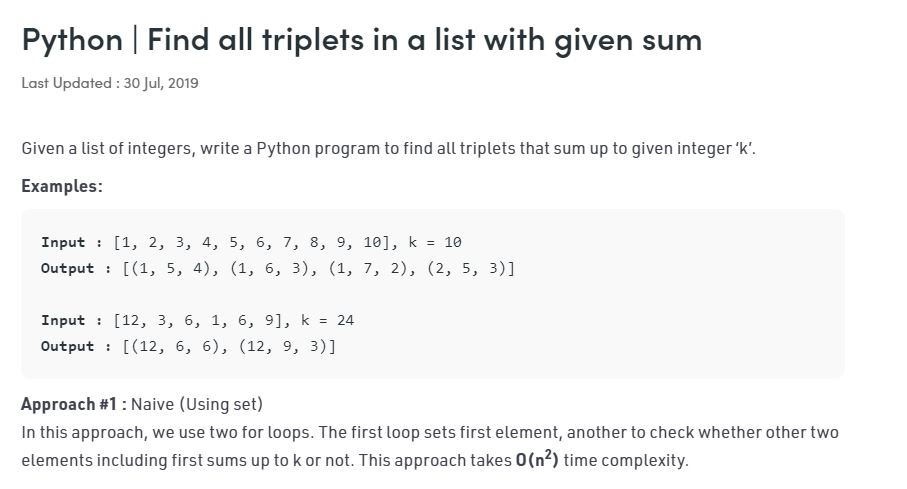 Python | Find all triplets in a list with given sum
Last Updated : 30 Jul, 2019
Given a list of integers, write a Python program to find all triplets that sum up to given integer ‘k’.
Examples:
Input : [1, 2, 3, 4, 5, 6, 7, 8, 9, 10], k = 10
Output : [(1, 5, 4), (1, 6, 3), (1, 7, 2), (2, 5, 3)]
Input : [12, 3, 6, 1, 6, 9], k = 24
Output : [(12, 6, 6), (12, 9, 3)]
Approach #1 : Naive (Using set)
In this approach, we use two for loops. The first loop sets first element, another to check whether other two
elements including first sums up to k or not. This approach takes O(n²) time complexity.